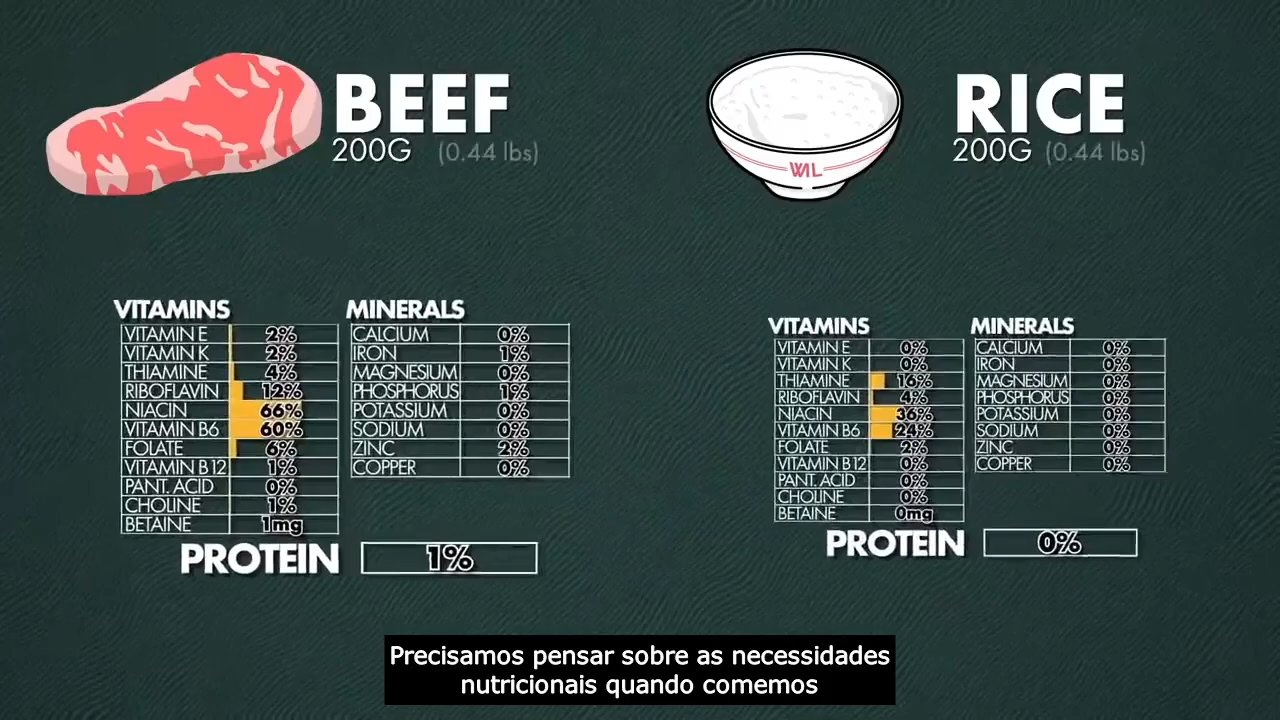 BEEF
200G (0.44 lbs)
RICE
200G (0.44 lbs)
WIL
VITAMINS
VITAMIN E 2%
VITAMIN K 2%
THIAMINE 4%
RIBOFLAVIN 12%
NIACIN 66%
VITAMIN B6 60%
FOLATE 6%
VITAMIN B12 1%
PANT. ACID 0%
CHOLINE 1%
BETAINE 1mg
MINERALS
CALCIUM 0%
IRON 1%
MAGNESIUM 0%
PHOSPHORUS 1%
POTASSIUM 0%
SODIUM 0%
ZINC 2%
COPPER 0%
PROTEIN 1%
VITAMINS
VITAMIN E 0%
VITAMIN K 0%
THIAMINE 16%
RIBOFLAVIN 4%
NIACIN 36%
VITAMIN B6 24%
FOLATE 2%
VITAMIN B12 0%
PANT. ACID 0%
CHOLINE 0%
BETAINE 0mg
MINERALS
CALCIUM 0%
IRON 0%
MAGNESIUM 0%
PHOSPHORUS 0%
POTASSIUM 0%
SODIUM 0%
ZINC 0%
COPPER 0%
PROTEIN 0%
Precisamos pensar sobre as necessidades
nutricionais quando comemos